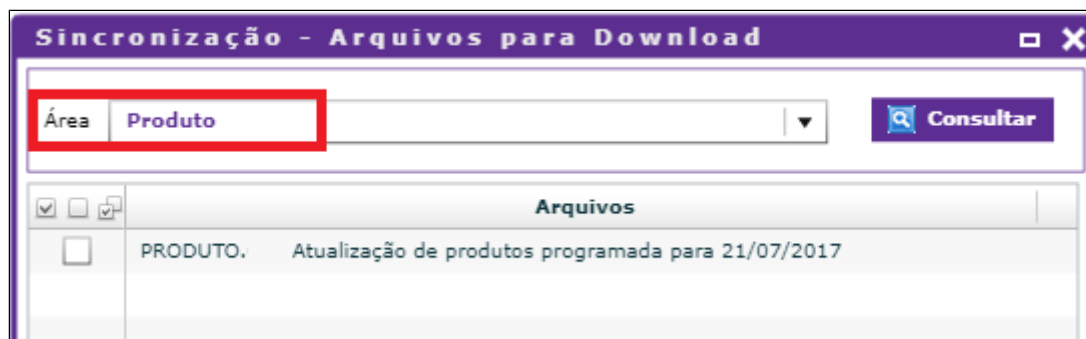 Sincronização - Arquivos para Download
Área Produto Consultar
Arquivos
PRODUTO. Atualização de produtos programada para 21/07/2017